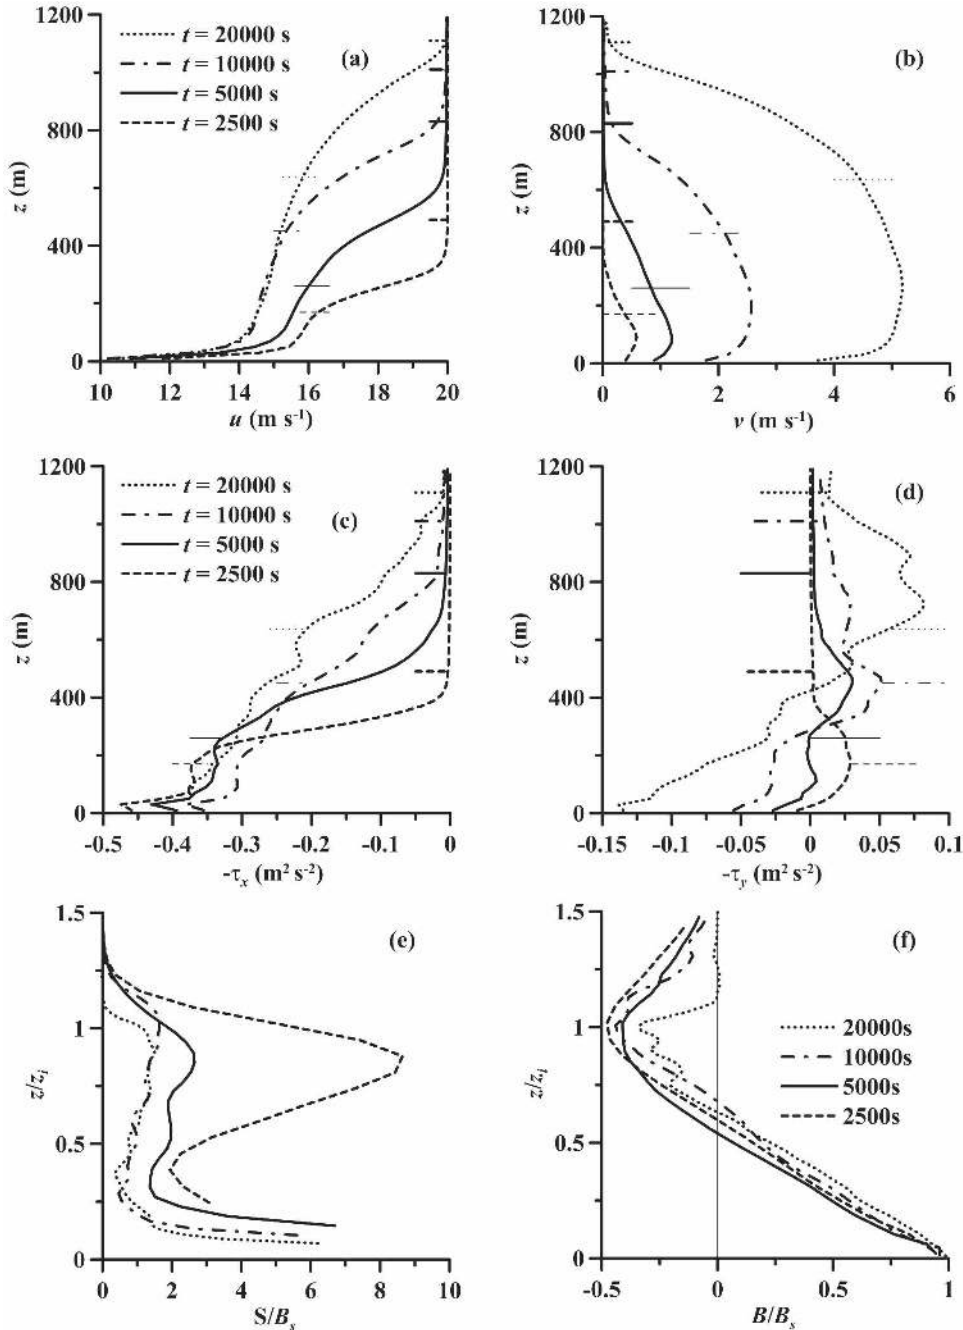 1200
800
400
0
z (m)
t = 20000 s
t = 10000 s
t = 5000 s
t = 2500 s
(a)
10 12 14 16 18 20
u (m s⁻¹)
1200
800
400
0
z (m)
(b)
0 2 4 6
v (m s⁻¹)
1200
800
400
0
z (m)
t = 20000 s
t = 10000 s
t = 5000 s
t = 2500 s
(c)
-0.5 -0.4 -0.3 -0.2 -0.1 0
-τx (m² s⁻²)
1200
800
400
0
z (m)
(d)
-0.15 -0.1 -0.05 0 0.05 0.1
-τy (m² s⁻²)
1.5
1
0.5
0
z/zi
(e)
0 2 4 6 8 10
S/Bs
1.5
1
0.5
0
z/zi
(f)
20000s
10000s
5000s
2500s
-0.5 0 0.5 1
B/Bs